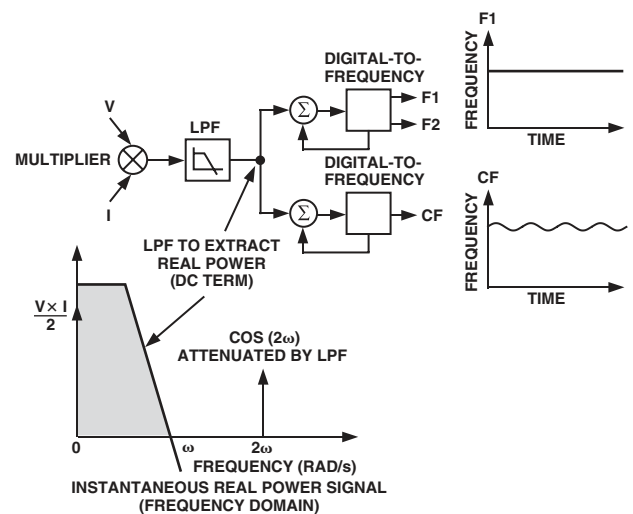 F1
DIGITAL-TO-
FREQUENCY
V
LPF
Σ
F1
F2
FREQUENCY
TIME
MULTIPLIER
I
DIGITAL-TO-
FREQUENCY
Σ
CF
CF
FREQUENCY
TIME
LPF TO EXTRACT
REAL POWER
(DC TERM)
V × I
2
COS (2ω)
ATTENUATED BY LPF
0
ω
2ω
FREQUENCY (RAD/s)
INSTANTANEOUS REAL POWER SIGNAL
(FREQUENCY DOMAIN)